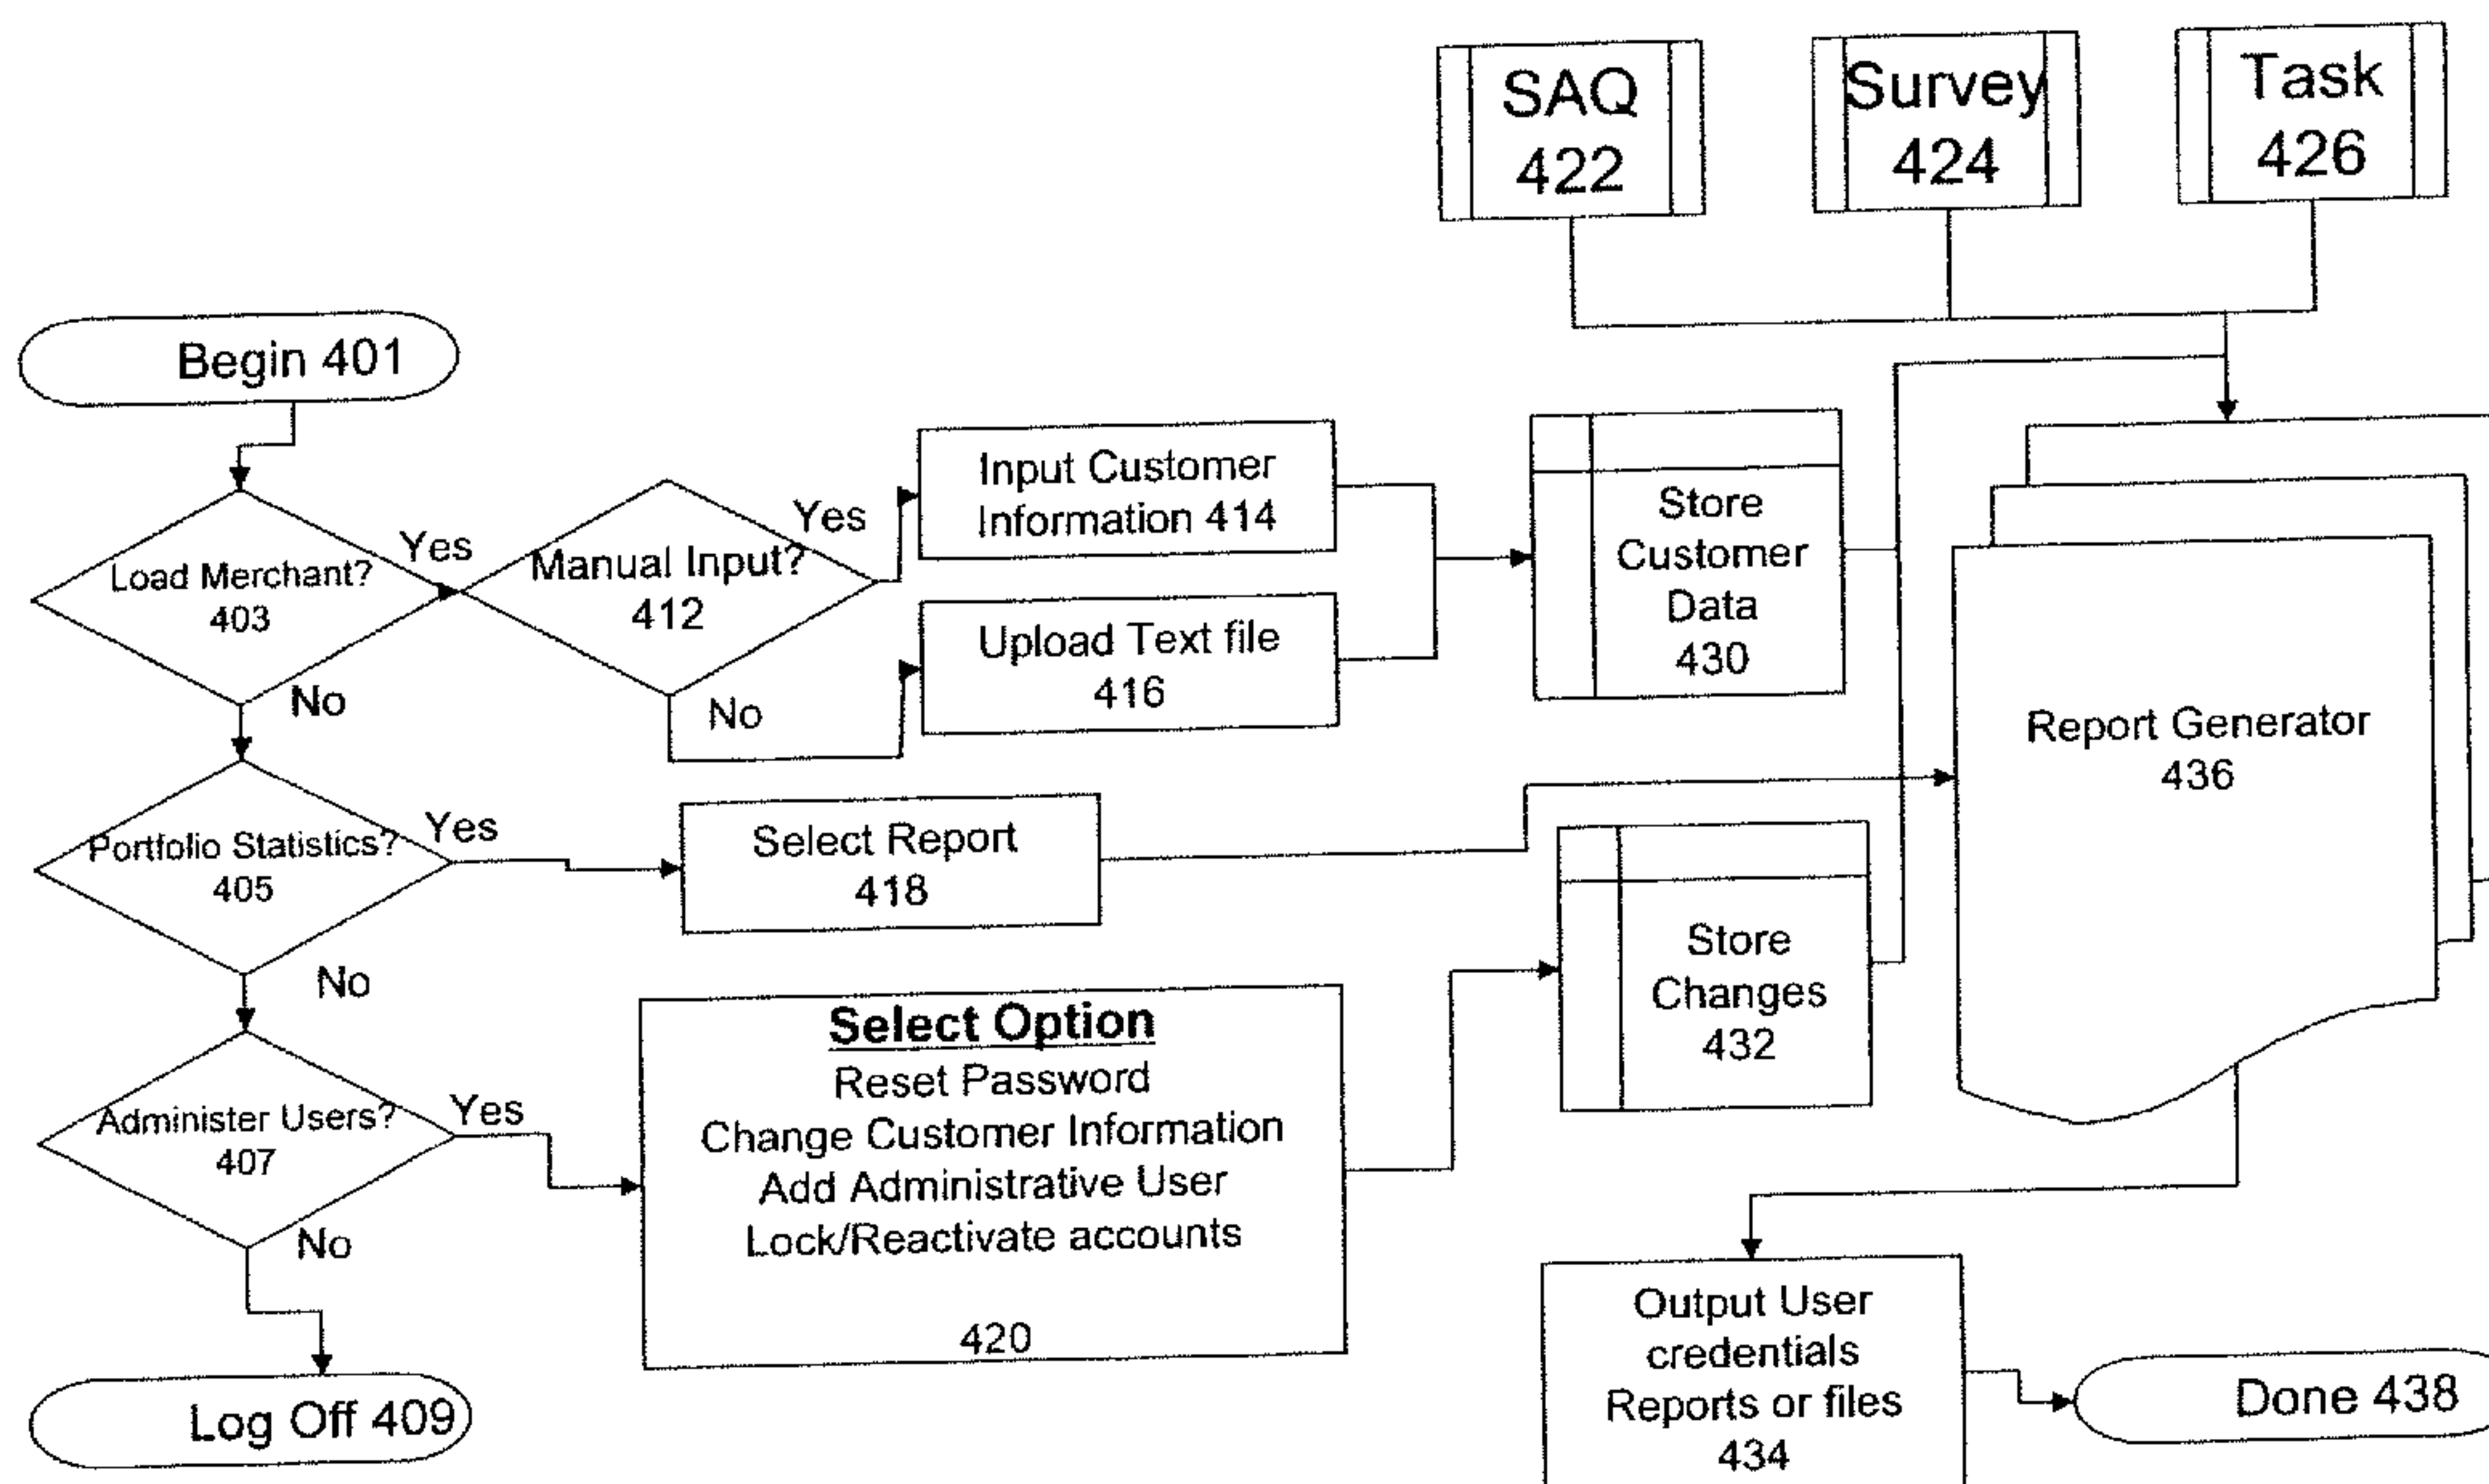 SAQ
422
Survey
424
Task
426
Begin 401
Load Merchant?
403
Yes
No
Manual Input?
412
Yes
No
Input Customer
Information 414
Upload Text file
416
Store
Customer
Data
430
Report Generator
436
Portfolio Statistics?
405
Yes
No
Select Report
418
Administer Users?
407
Yes
No
Select Option
Reset Password
Change Customer Information
Add Administrative User
Lock/Reactivate accounts
420
Store
Changes
432
Log Off 409
Output User
credentials
Reports or files
434
Done 438